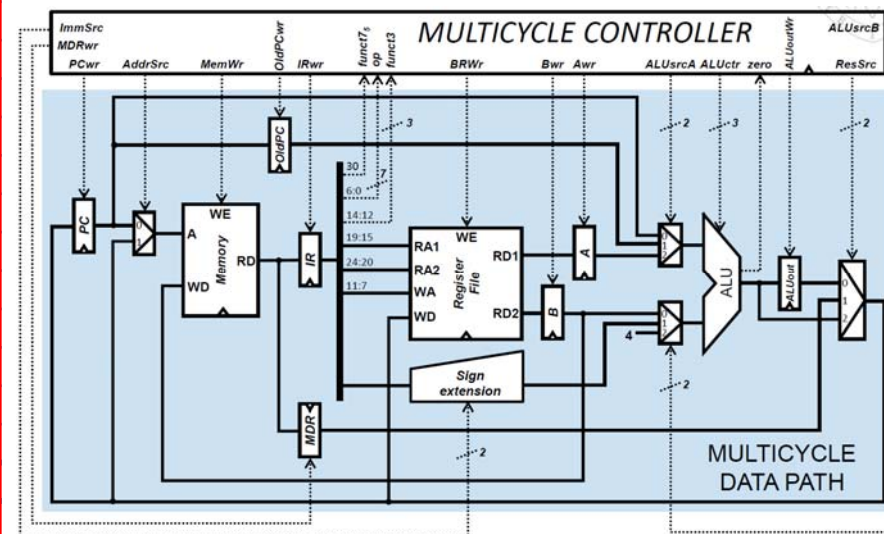 ImmSrc
MULTICYCLE CONTROLLER
ALUsrcB
MDRwr
PCwr AddrSrc MemWr OldPCwr IRwr funct7₅ op funct3 BRWr Bwr Awr ALUsrcA ALUctr zero ALUoutWr ResSrc
3 2 3 2
OldPC
30
7
6:0
14:12
PC
0
1
WE
A
Memory
RD
WD
IR
19:15
24:20
11:7
WE
RA1
RA2
WA
WD
Register
File
RD1
RD2
A
B
0
1
2
0
1
2
4
ALU
ALUout
0
1
2
Sign
extension
MDR
2
2
MULTICYCLE
DATA PATH